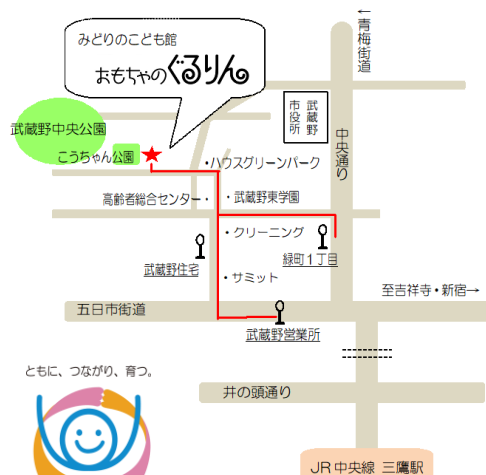 みどりのこども館
おもちゃのぐるりん
←青梅街道
武蔵野市役所
中央通り
武蔵野中央公園
こうちゃん公園
・ハウスグリーンパーク
高齢者総合センター・
・武蔵野東学園
・クリーニング
緑町1丁目
武蔵野住宅
・サミット
至吉祥寺・新宿→
五日市街道
武蔵野営業所
ともに、つながり、育つ。
井の頭通り
JR中央線 三鷹駅